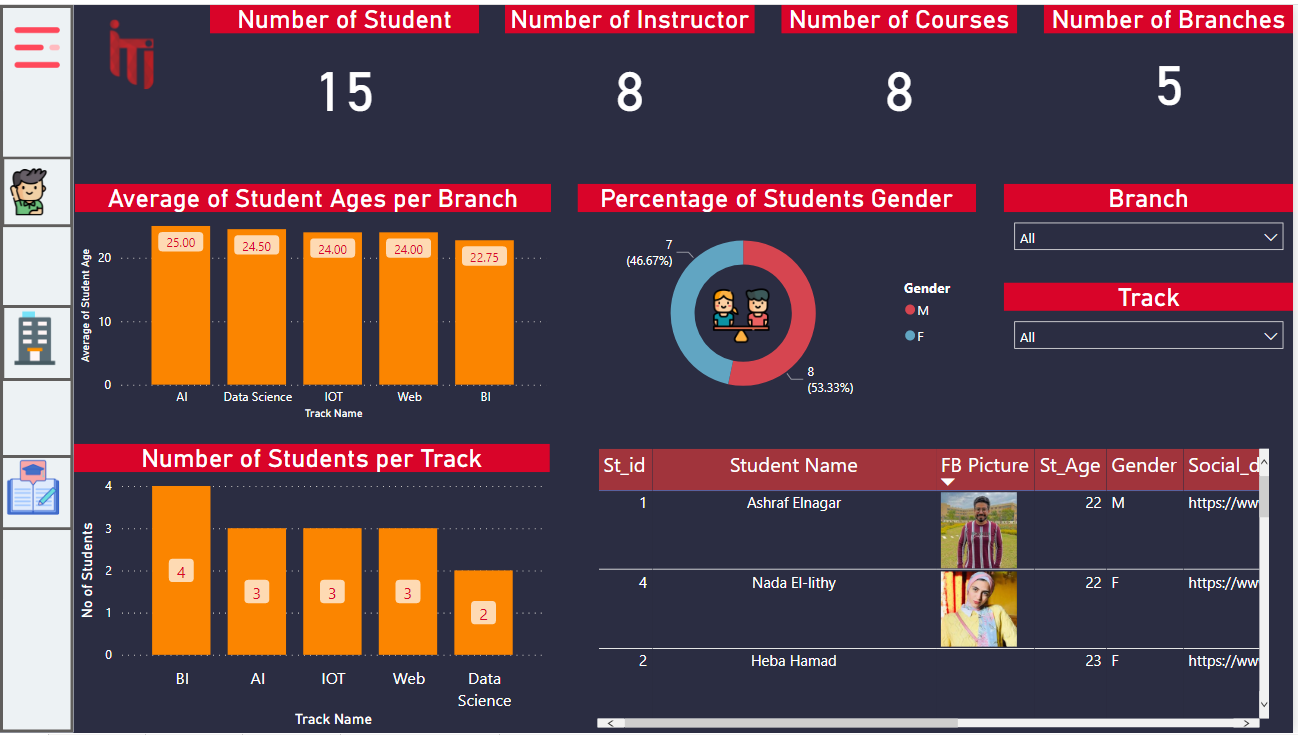 iTi
Number of Student
Number of Instructor
Number of Courses
Number of Branches
15
8
8
5
Average of Student Ages per Branch
Average of Student Age
20
10
0
25.00
24.50
24.00
24.00
22.75
AI
Data Science
IOT
Web
BI
Track Name
Percentage of Students Gender
7
(46.67%)
8
(53.33%)
Gender
M
F
Branch
All
Track
All
Number of Students per Track
No of Students
4
3
2
1
0
4
3
3
3
2
BI
AI
IOT
Web
Data
Science
Track Name
St_id Student Name FB Picture St_Age Gender Social_d
1 Ashraf Elnagar 22 M https://ww
4 Nada El-lithy 22 F https://ww
2 Heba Hamad 23 F https://ww